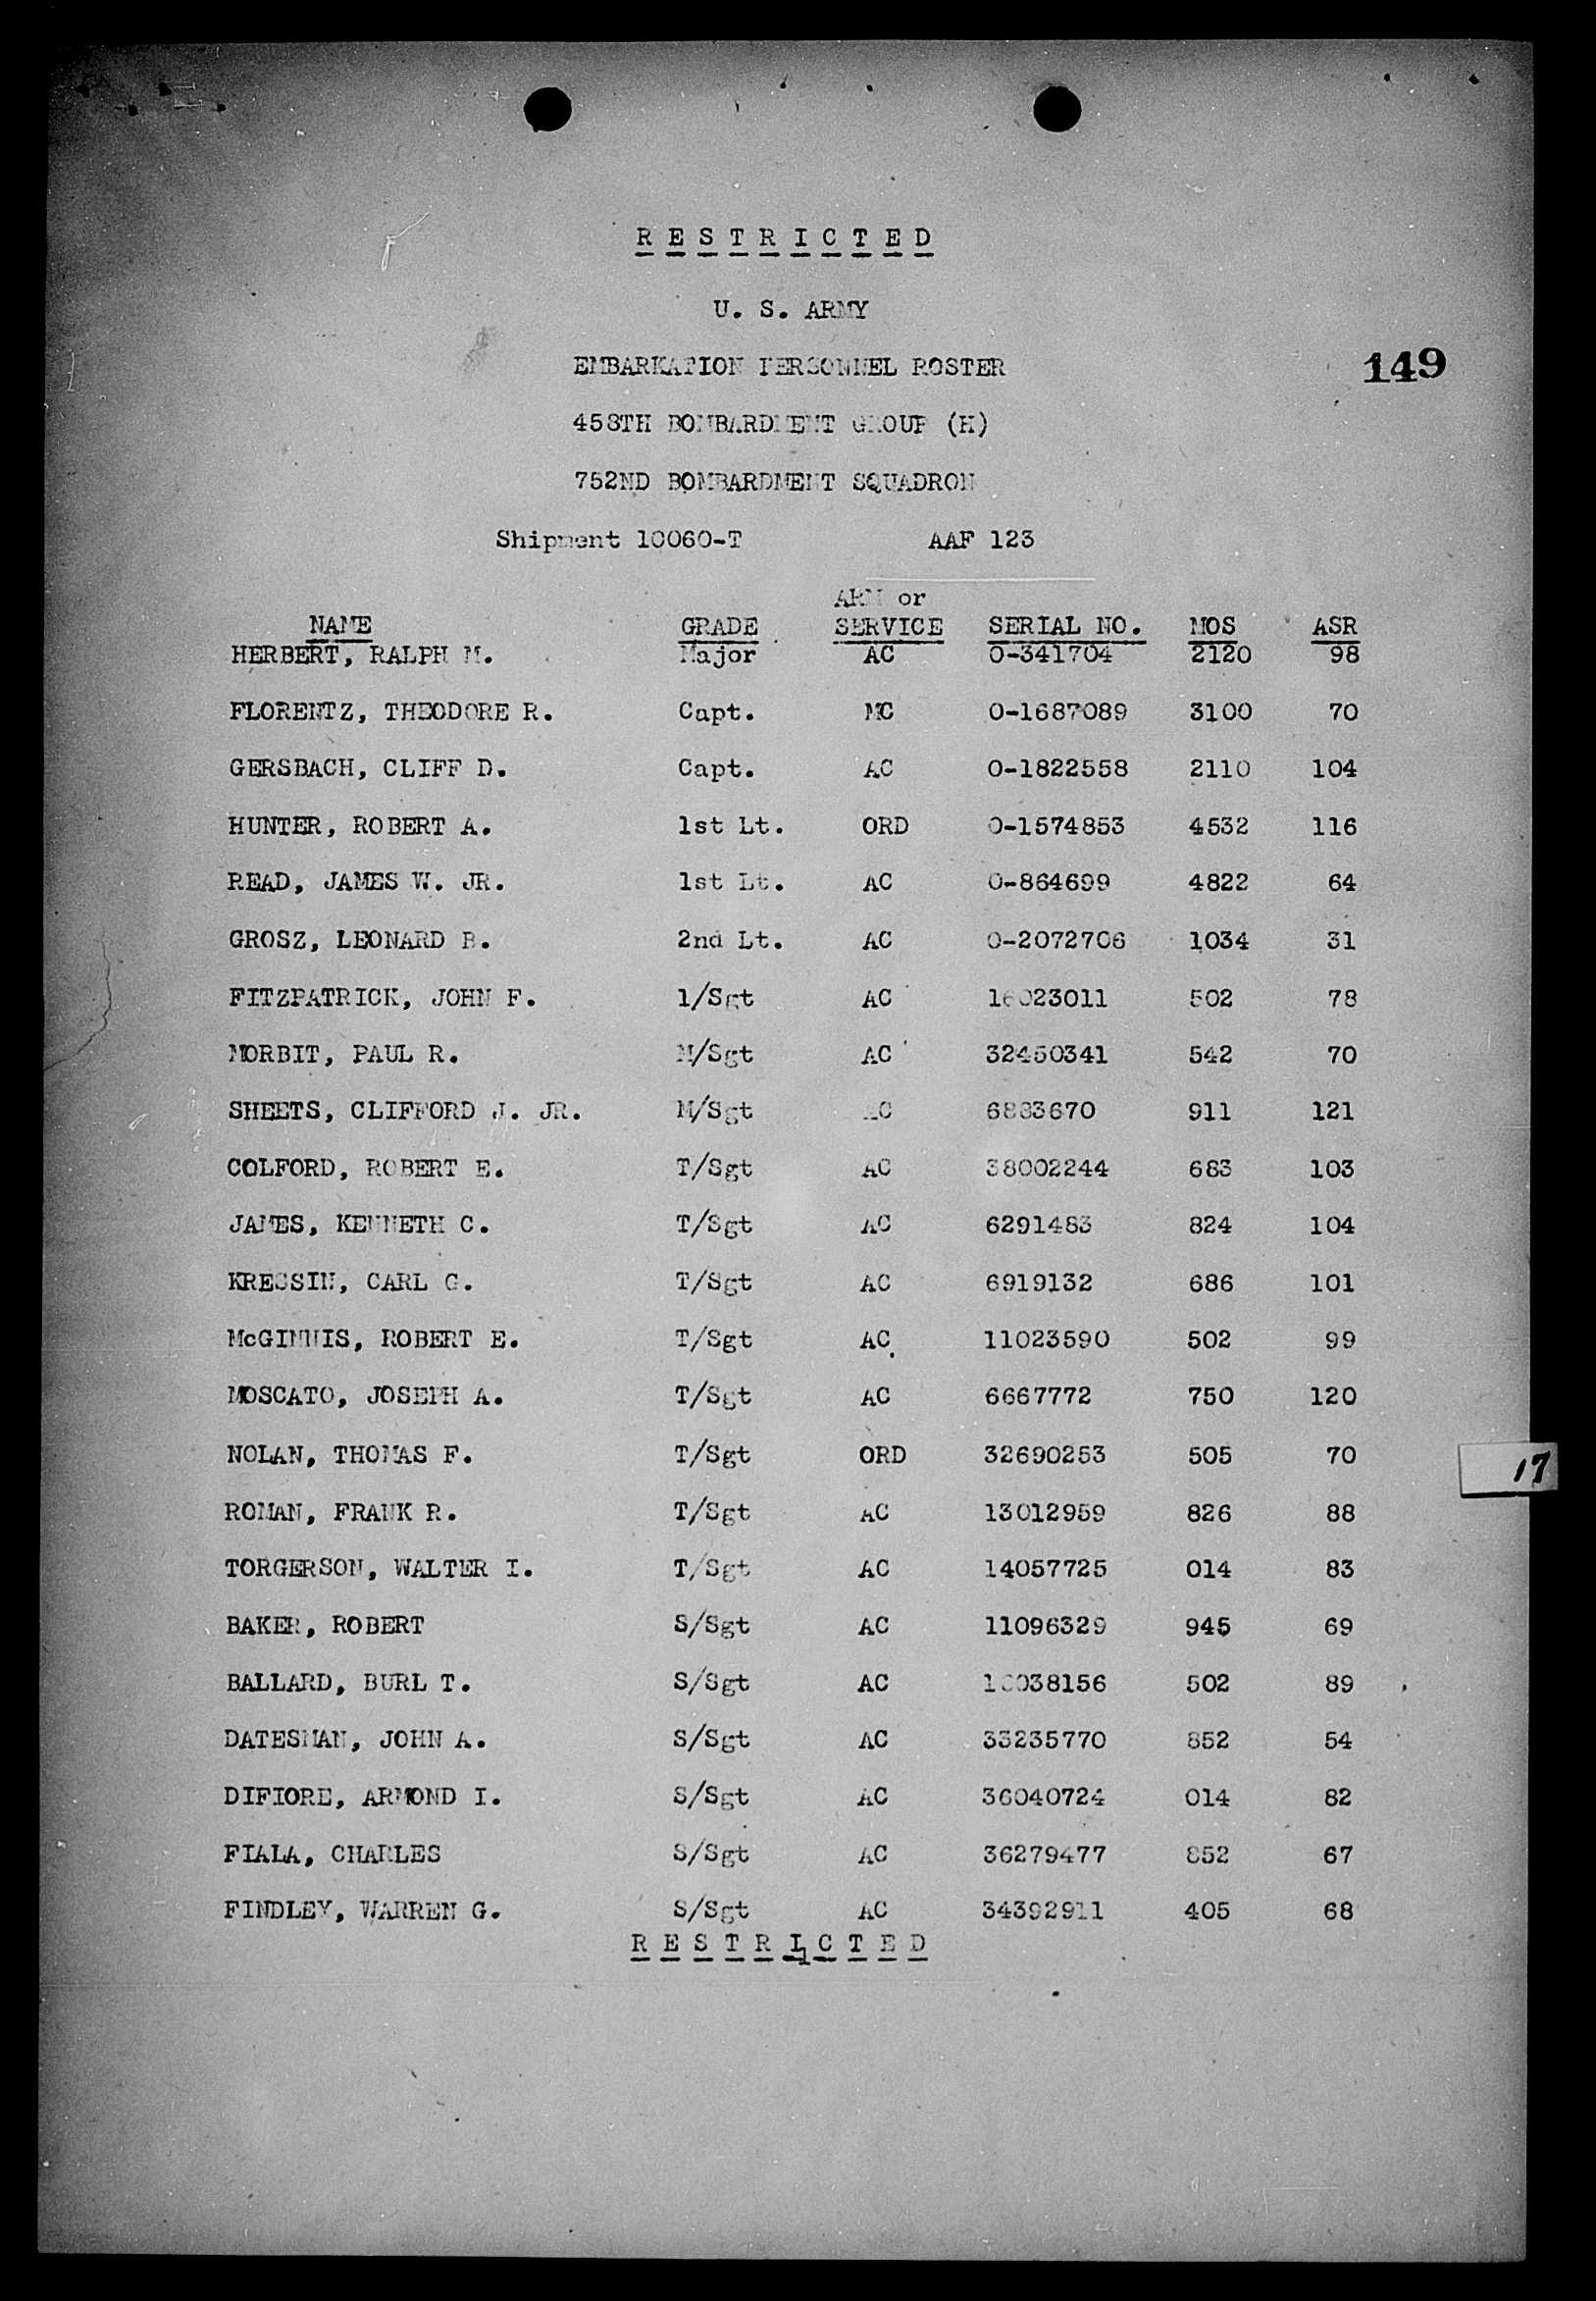 RESTRICTED
U. S. ARMY
EMBARKATION PERSONNEL ROSTER
149
458TH BOMBARDMENT GROUP (H)
752ND BOMBARDMENT SQUADRON
Shipment 10060-T AAF 123
ARM or
NAME GRADE SERVICE SERIAL NO. MOS ASR
HERBERT, RALPH M. Major AC O-341704 2120 98
FLORENTZ, THEODORE R. Capt. MC O-1687089 3100 70
GERSBACH, CLIFF D. Capt. AC O-1822558 2110 104
HUNTER, ROBERT A. 1st Lt. ORD O-1574853 4532 116
READ, JAMES W. JR. 1st Lt. AC O-864699 4822 64
GROSZ, LEONARD B. 2nd Lt. AC O-2072706 1034 31
FITZPATRICK, JOHN F. 1/Sgt AC 16023011 502 78
MORBIT, PAUL R. M/Sgt AC 32450341 542 70
SHEETS, CLIFFORD J. JR. M/Sgt AC 6883670 911 121
COLFORD, ROBERT E. T/Sgt AC 38002244 683 103
JAMES, KENNETH C. T/Sgt AC 6291483 824 104
KRESSIN, CARL G. T/Sgt AC 6919132 686 101
McGINNIS, ROBERT E. T/Sgt AC 11023590 502 99
MOSCATO, JOSEPH A. T/Sgt AC 6667772 750 120
NOLAN, THOMAS F. T/Sgt ORD 32690253 505 70
17
ROMAN, FRANK R. T/Sgt AC 13012959 826 88
TORGERSON, WALTER I. T/Sgt AC 14057725 014 83
BAKER, ROBERT S/Sgt AC 11096329 945 69
BALLARD, BURL T. S/Sgt AC 16038156 502 89
DATESMAN, JOHN A. S/Sgt AC 33235770 852 54
DIFIORE, ARMOND I. S/Sgt AC 36040724 014 82
FIALA, CHARLES S/Sgt AC 36279477 852 67
FINDLEY, WARREN G. S/Sgt AC 34392911 405 68
RESTRICTED
1